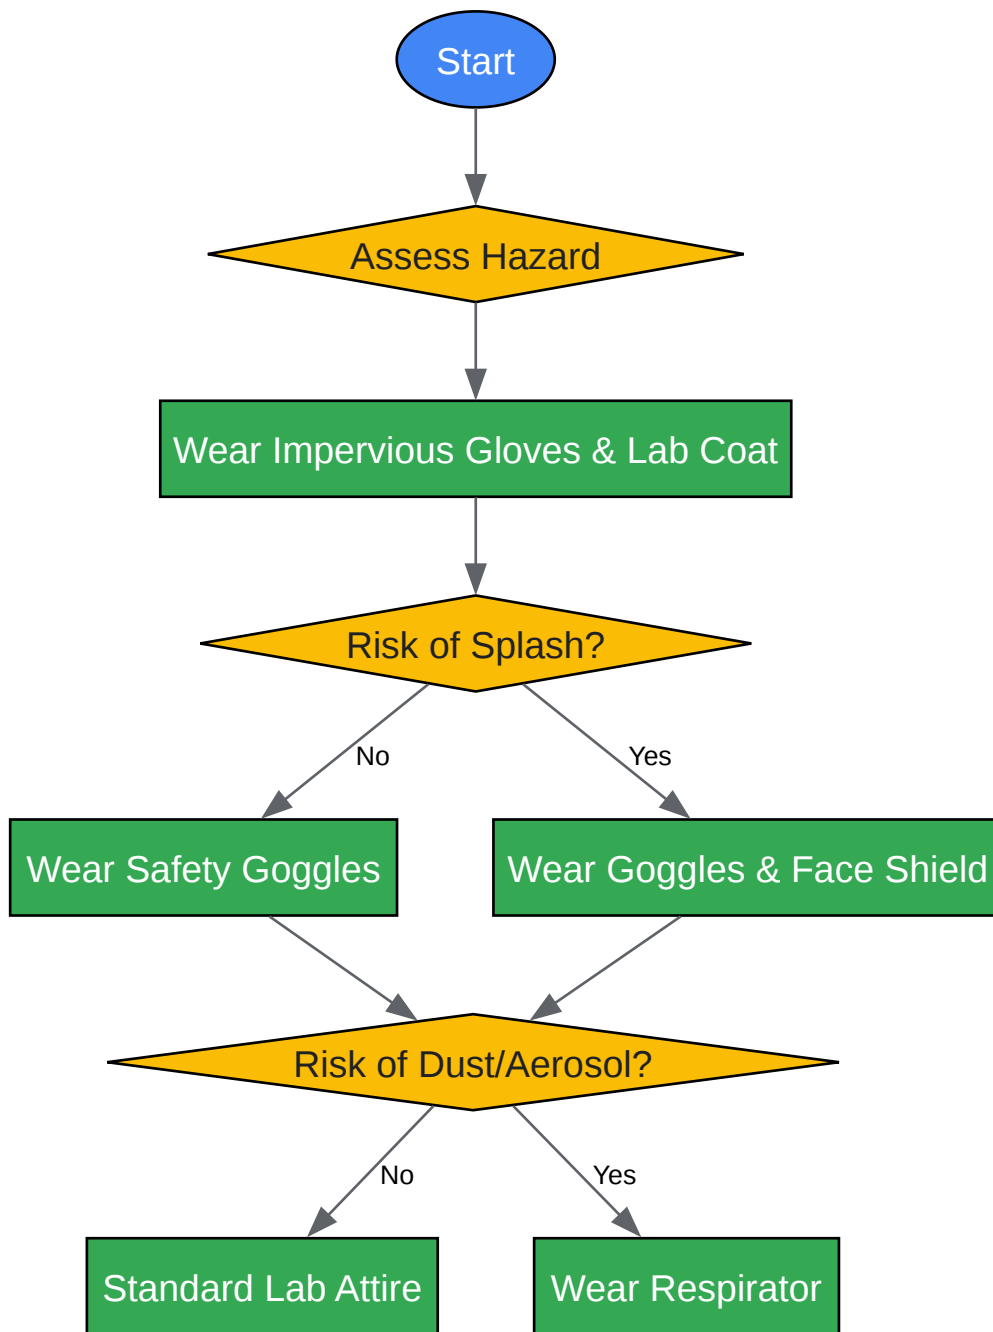 Start
Assess Hazard
Wear Impervious Gloves & Lab Coat
Risk of Splash?
No
Yes
Wear Safety Goggles
Wear Goggles & Face Shield
Risk of Dust/Aerosol?
No
Yes
Standard Lab Attire
Wear Respirator